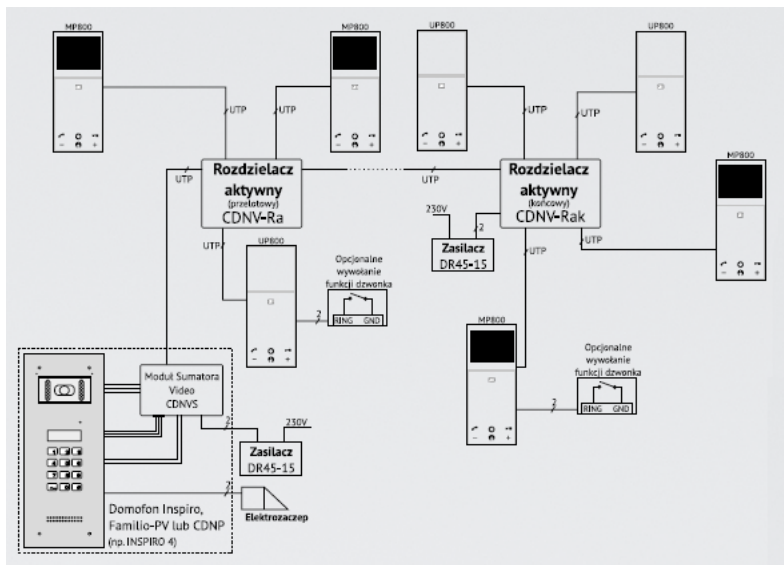 MP800
MP800
UP800
UP800
UTP
UTP
UTP
UTP
Rozdzielacz
aktywny
(przelotowy)
CDNV-Ra
UTP
UTP
Rozdzielacz
aktywny
(końcowy)
CDNV-Rak
MP800
UTP
UP800
230V
2
Zasilacz
DR45-15
UTP
UTP
Opcjonalne
wywołanie
funkcji dzwonka
RING GND
2
MP800
Opcjonalne
wywołanie
funkcji dzwonka
RING GND
2
Moduł Sumatora
Video
CDNVS
2
230V
Zasilacz
DR45-15
2
Elektrozaczep
Domofon Inspiro,
Familio-PV lub CDNP
(np. INSPIRO 4)